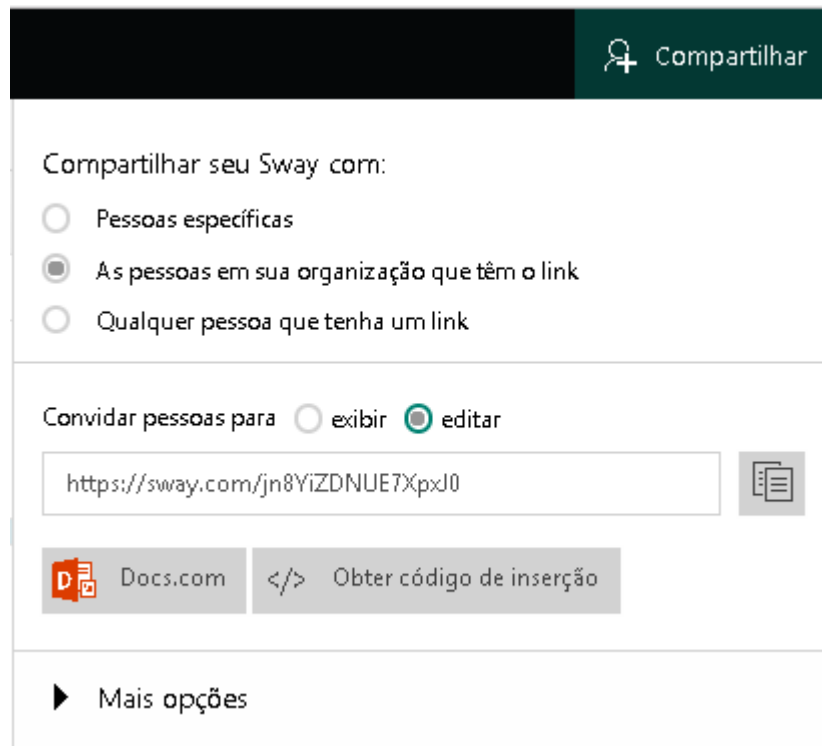 Compartilhar
Compartilhar seu Sway com:
Pessoas específicas
As pessoas em sua organização que têm o link
Qualquer pessoa que tenha um link
Convidar pessoas para exibir editar
https://sway.com/jn8YiZDNUE7XpxJ0
Docs.com </> Obter código de inserção
Mais opções